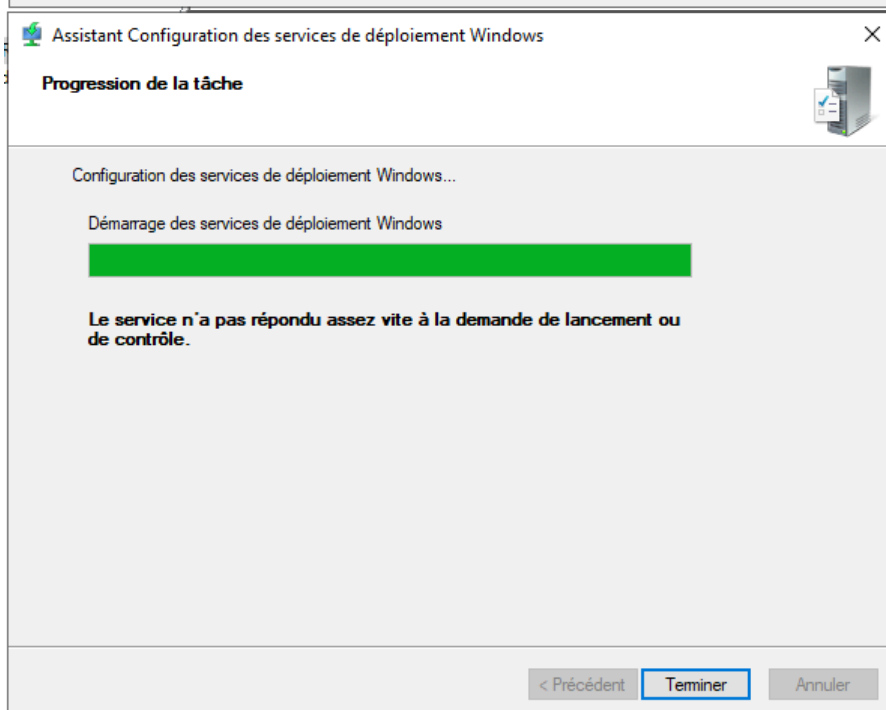 Assistant Configuration des services de déploiement Windows
Progression de la tâche
Configuration des services de déploiement Windows...
Démarrage des services de déploiement Windows
Le service n'a pas répondu assez vite à la demande de lancement ou
de contrôle.
< Précédent
Terminer
Annuler